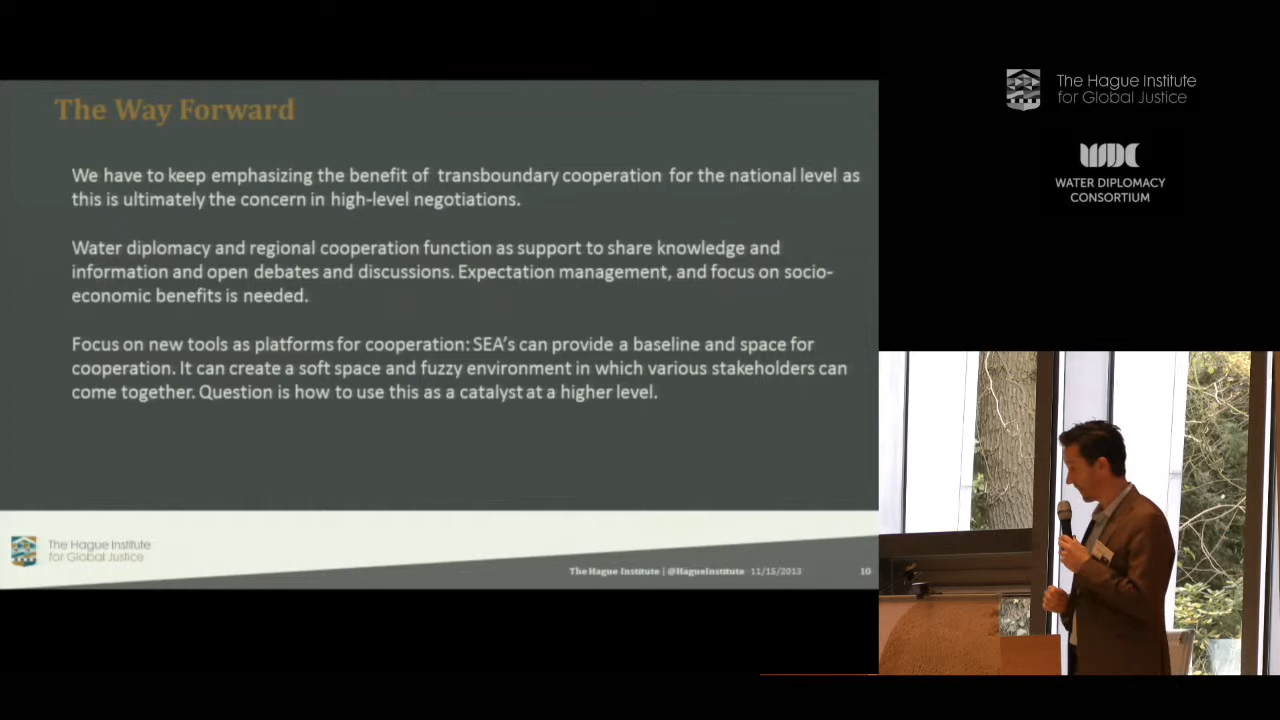 The Way Forward
We have to keep emphasizing the benefit of transboundary cooperation for the national level as
this is ultimately the concern in high-level negotiations.
Water diplomacy and regional cooperation function as support to share knowledge and
information and open debates and discussions. Expectation management, and focus on socio-
economic benefits is needed.
Focus on new tools as platforms for cooperation: SEA's can provide a baseline and space for
cooperation. It can create a soft space and fuzzy environment in which various stakeholders can
come together. Question is how to use this as a catalyst at a higher level.
The Hague Institute
for Global Justice
The Hague Institute | @HagueInstitute 11/15/2013 10
The Hague Institute
for Global Justice
WDC
WATER DIPLOMACY
CONSORTIUM